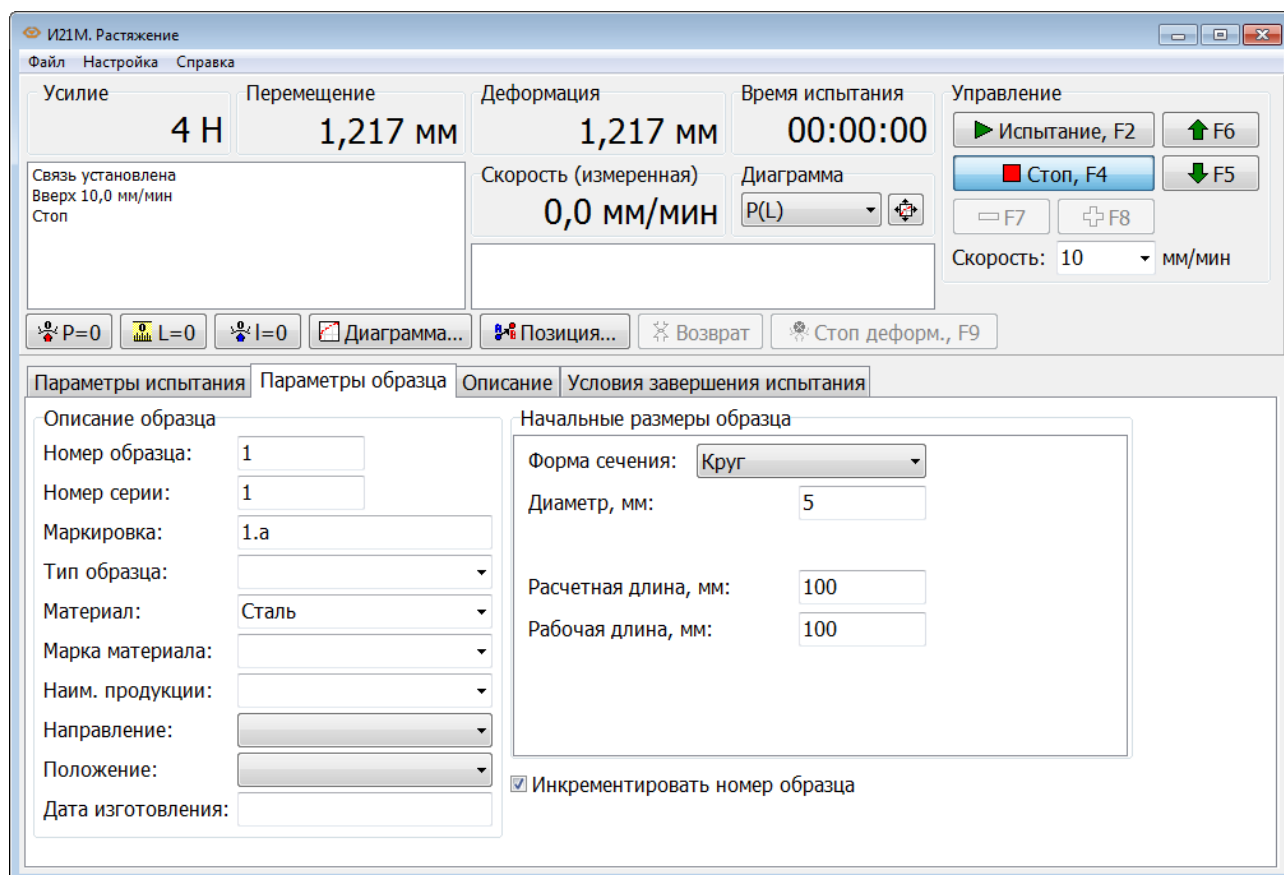 И21М. Растяжение
Файл Настройка Справка
Усилие Перемещение Деформация Время испытания Управление
4 Н 1,217 мм 1,217 мм 00:00:00
Испытание, F2 F6
Связь установлена
Вверх 10,0 мм/мин
Стоп
Скорость (измеренная) Диаграмма
0,0 мм/мин P(L)
Стоп, F4 F5
F7 F8
Скорость: 10 мм/мин
P=0 L=0 l=0 Диаграмма... Позиция... Возврат Стоп деформ., F9
Параметры испытания Параметры образца Описание Условия завершения испытания
Описание образца
Номер образца: 1
Номер серии: 1
Маркировка: 1.а
Тип образца:
Материал: Сталь
Марка материала:
Наим. продукции:
Направление:
Положение:
Дата изготовления:
Начальные размеры образца
Форма сечения: Круг
Диаметр, мм: 5
Расчетная длина, мм: 100
Рабочая длина, мм: 100
Инкрементировать номер образца